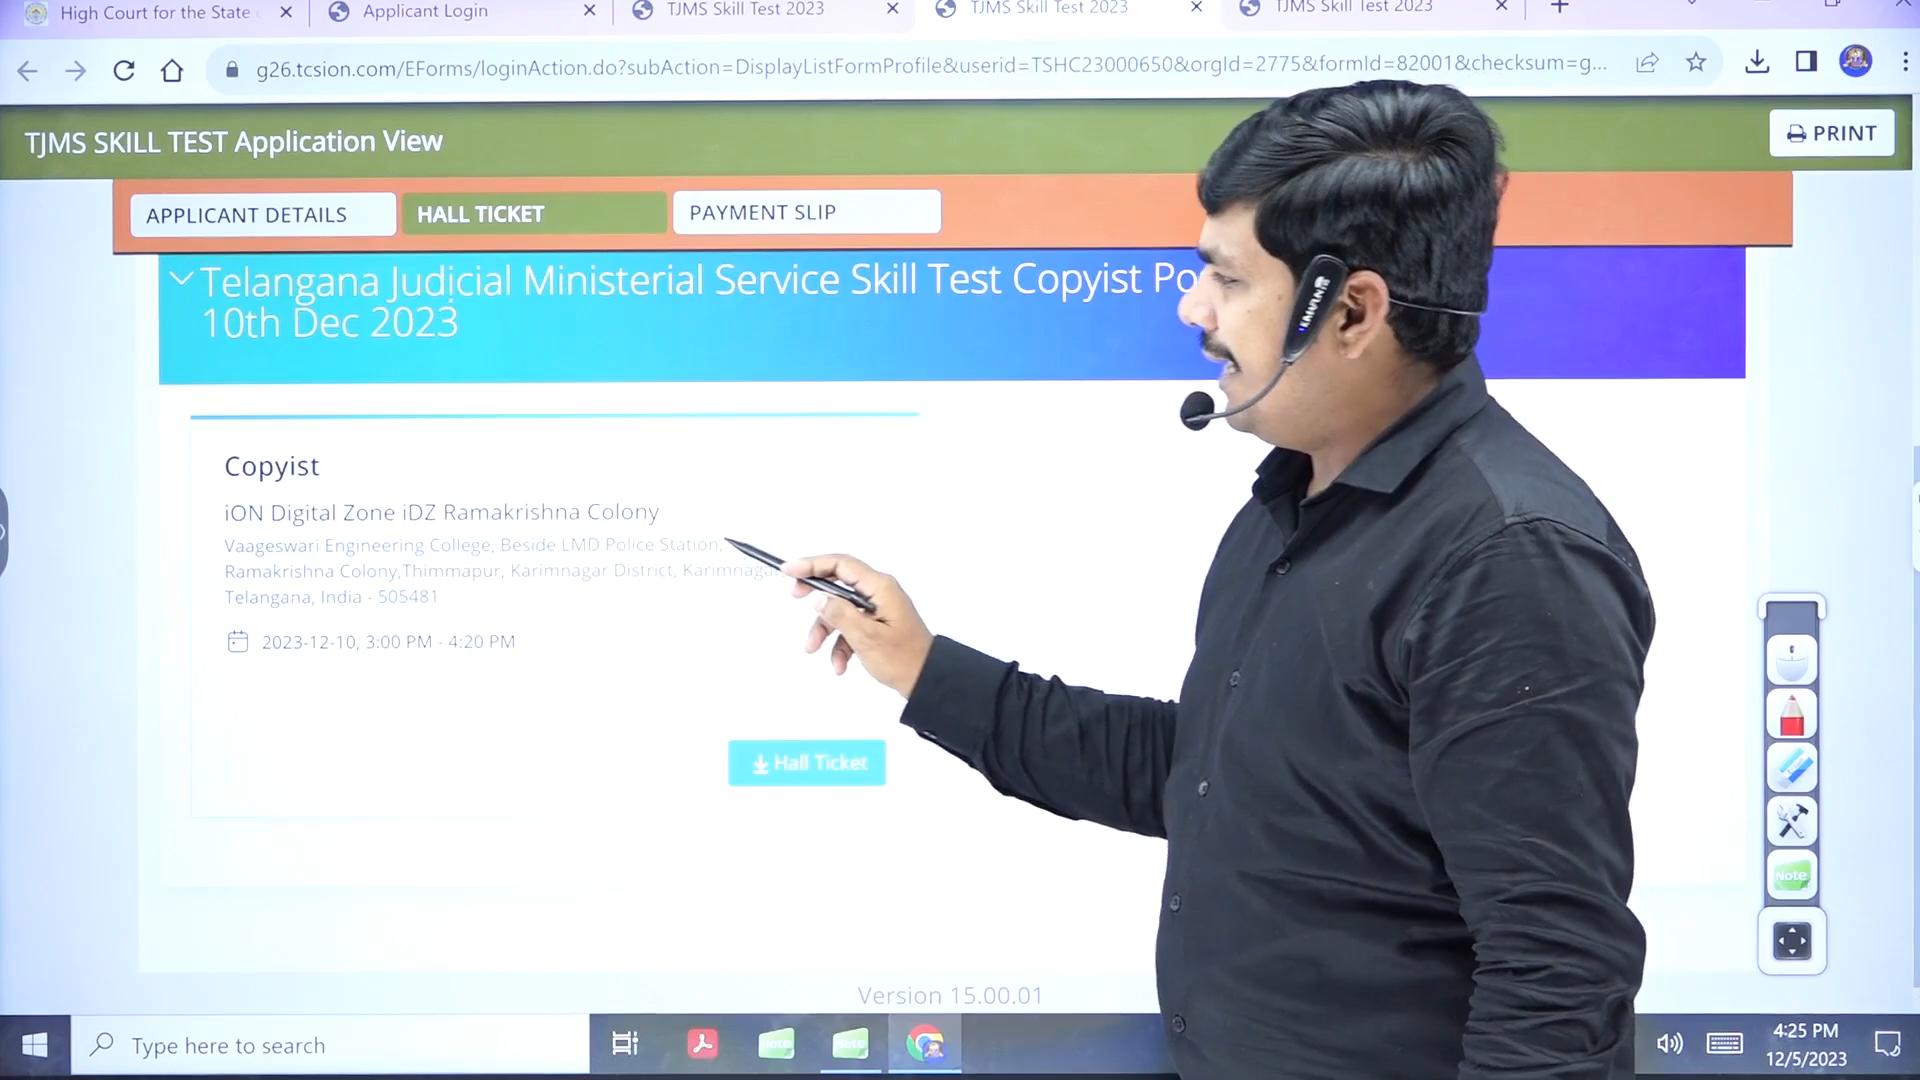 High Court for the State
Applicant Login
TJMS Skill Test 2023
TJMS Skill Test 2023
TJMS Skill Test 2023
g26.tcsion.com/EForms/loginAction.do?subAction=DisplayListFormProfile&userid=TSHC23000650&orgId=2775&formId=82001&checksum=g...
TJMS SKILL TEST Application View
PRINT
APPLICANT DETAILS
HALL TICKET
PAYMENT SLIP
Telangana Judicial Ministerial Service Skill Test Copyist Po
10th Dec 2023
Copyist
iON Digital Zone iDZ Ramakrishna Colony
Vaageswari Engineering College, Beside LMD Police Station,
Ramakrishna Colony,Thimmapur, Karimnagar District, Karimnagar,
Telangana, India - 505481
2023-12-10, 3:00 PM - 4:20 PM
Hall Ticket
Version 15.00.01
Note
Type here to search
Note
Note
4:25 PM
12/5/2023